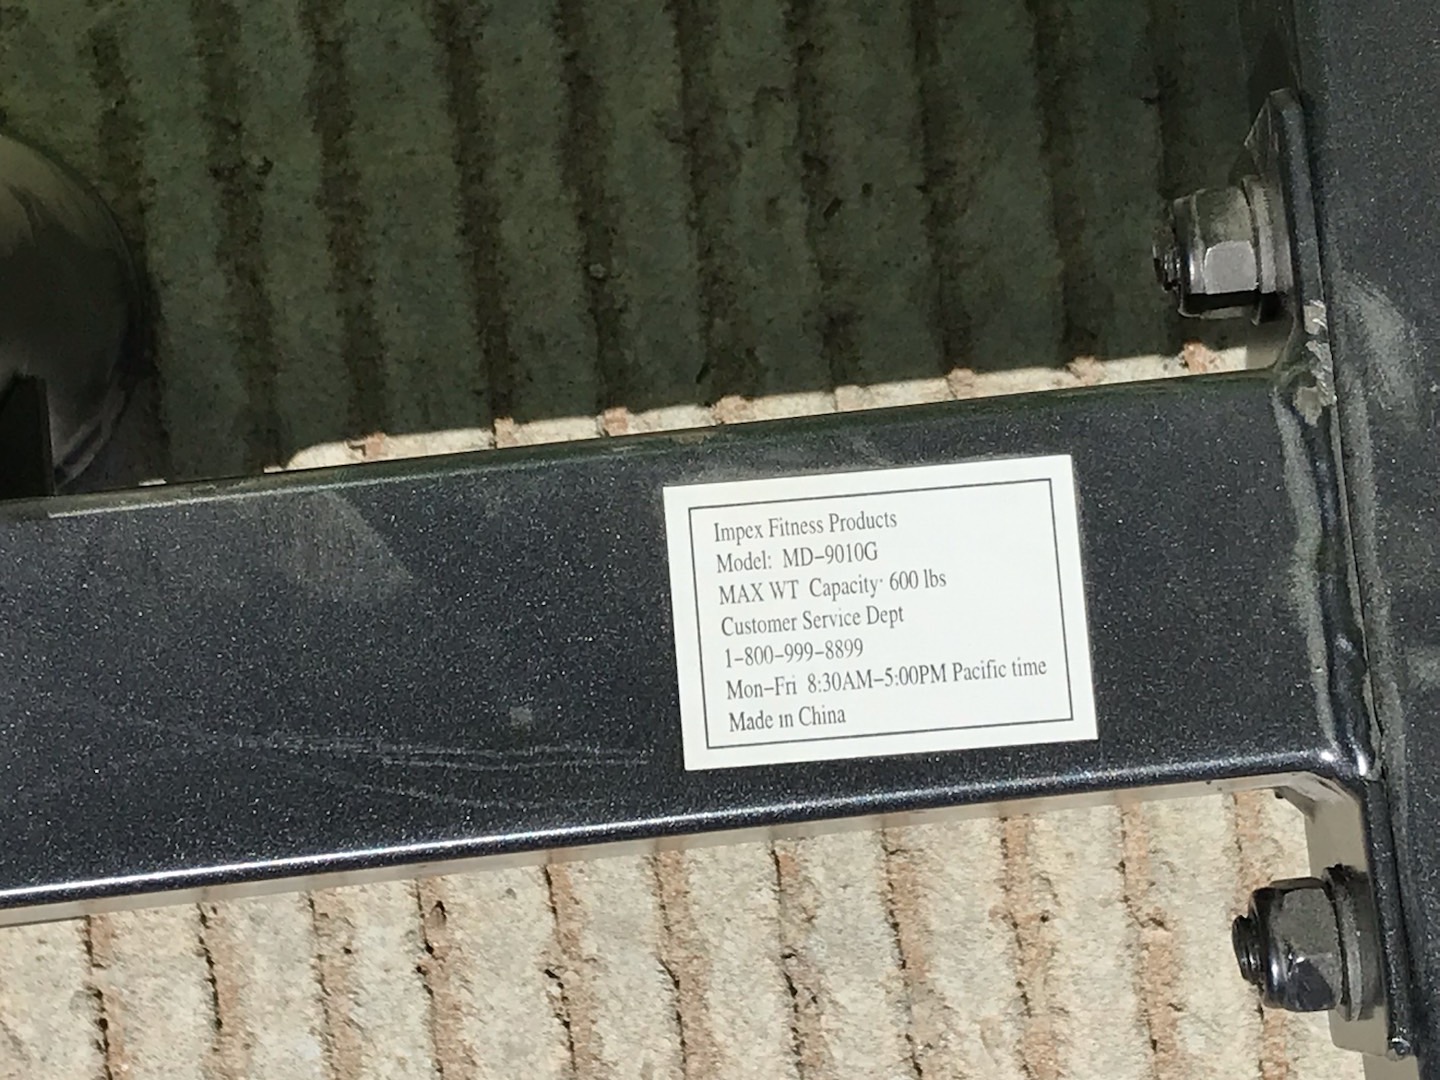 Impex Fitness Products
Model: MD-9010G
MAX WT Capacity: 600 lbs
Customer Service Dept
1-800-999-8899
Mon-Fri 8:30AM-5:00PM Pacific time
Made in China